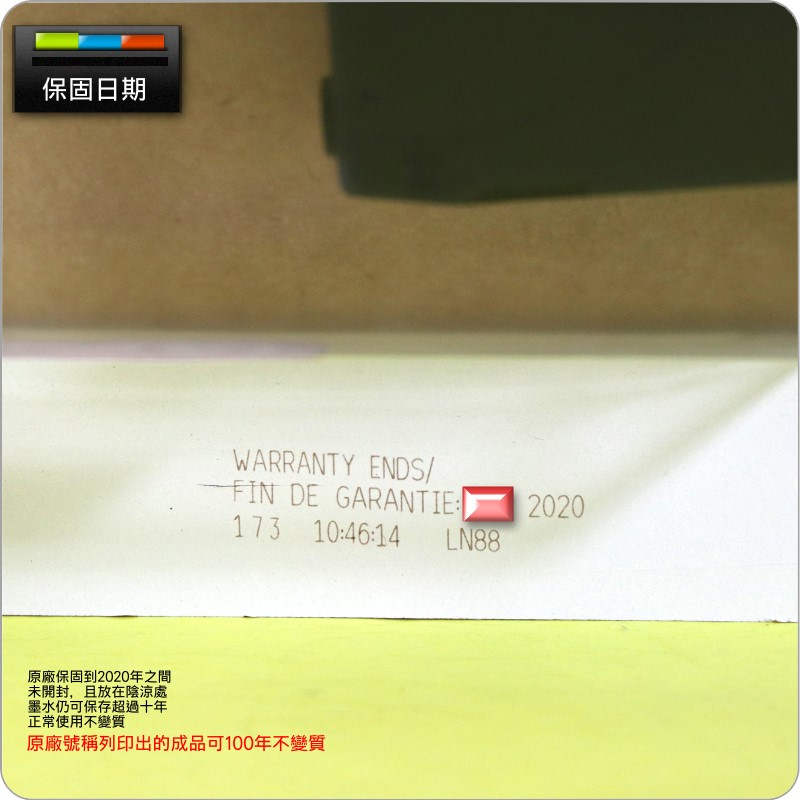 保固日期
WARRANTY ENDS/
FIN DE GARANTIE: 2020
173 10:46:14 LN88
原廠保固到2020年之間
未開封，且放在陰涼處
墨水仍可保存超過十年
正常使用不變質
原廠號稱列印出的成品可100年不變質